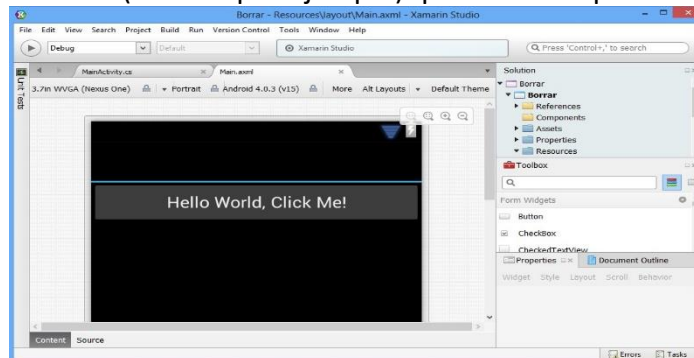 Borrar - Resources\layout\Main.axml - Xamarin Studio
File Edit View Search Project Build Run Version Control Tools Window Help
Debug Default Xamarin Studio Press 'Control+,' to search
MainActivity.cs Main.axml
Unit Tests
3.7in WVGA (Nexus One) Portrait Android 4.0.3 (v15) More Alt Layouts Default Theme
Hello World, Click Me!
Content Source
Solution
Borrar
Borrar
References
Components
Assets
Properties
Resources
Toolbox
Form Widgets
Button
CheckBox
CheckedTextView
Properties Document Outline
Widget Style Layout Scroll Behavior
Errors Tasks